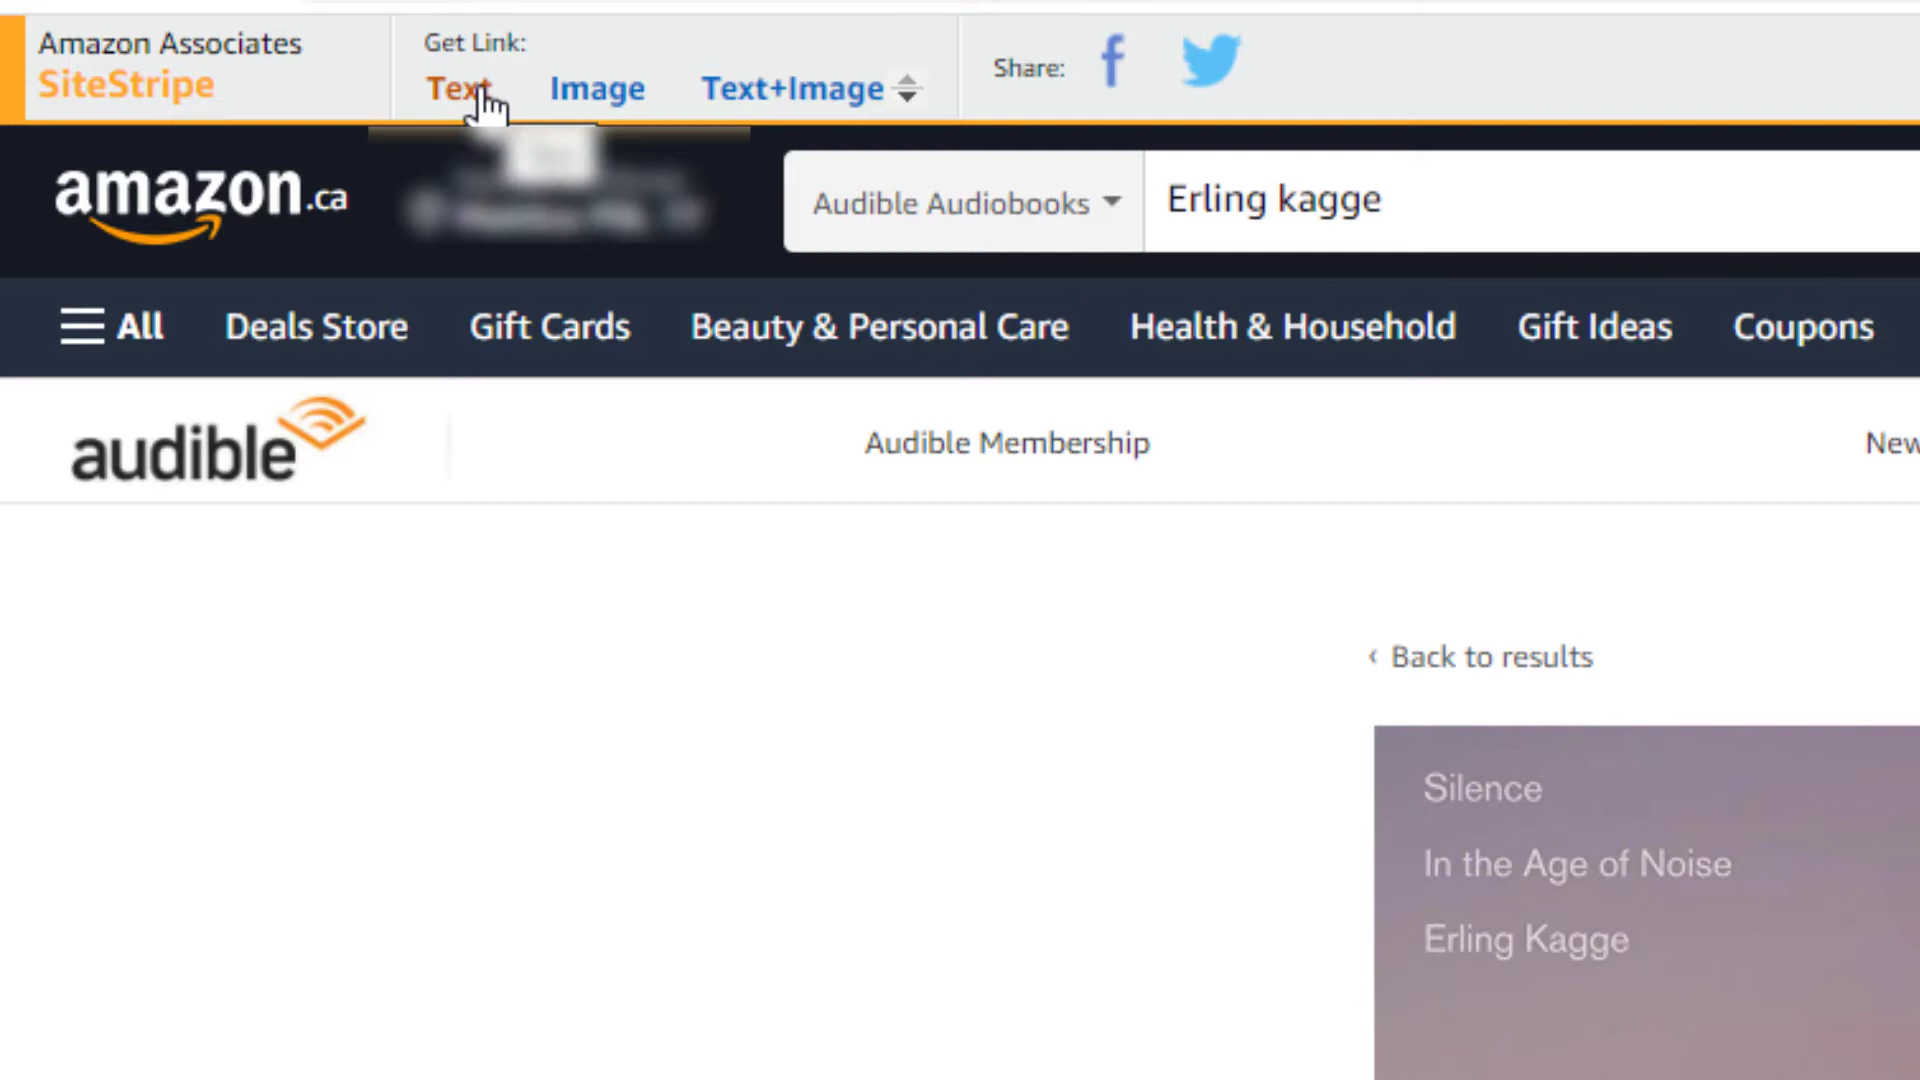 Amazon Associates
SiteStripe
Get Link:
Text Image Text+Image
Share:
amazon.ca
Audible Audiobooks
Erling kagge
All Deals Store Gift Cards Beauty & Personal Care Health & Household Gift Ideas Coupons
audible
Audible Membership
New
‹ Back to results
Silence
In the Age of Noise
Erling Kagge